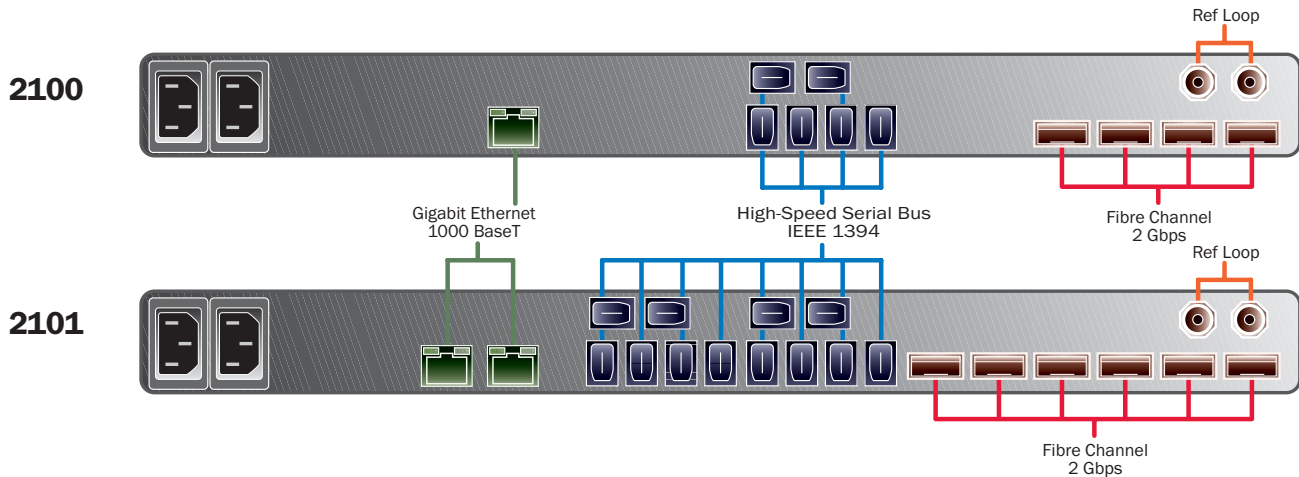 Ref Loop
2100
Gigabit Ethernet
1000 BaseT
High-Speed Serial Bus
IEEE 1394
Fibre Channel
2 Gbps
Ref Loop
2101
Fibre Channel
2 Gbps